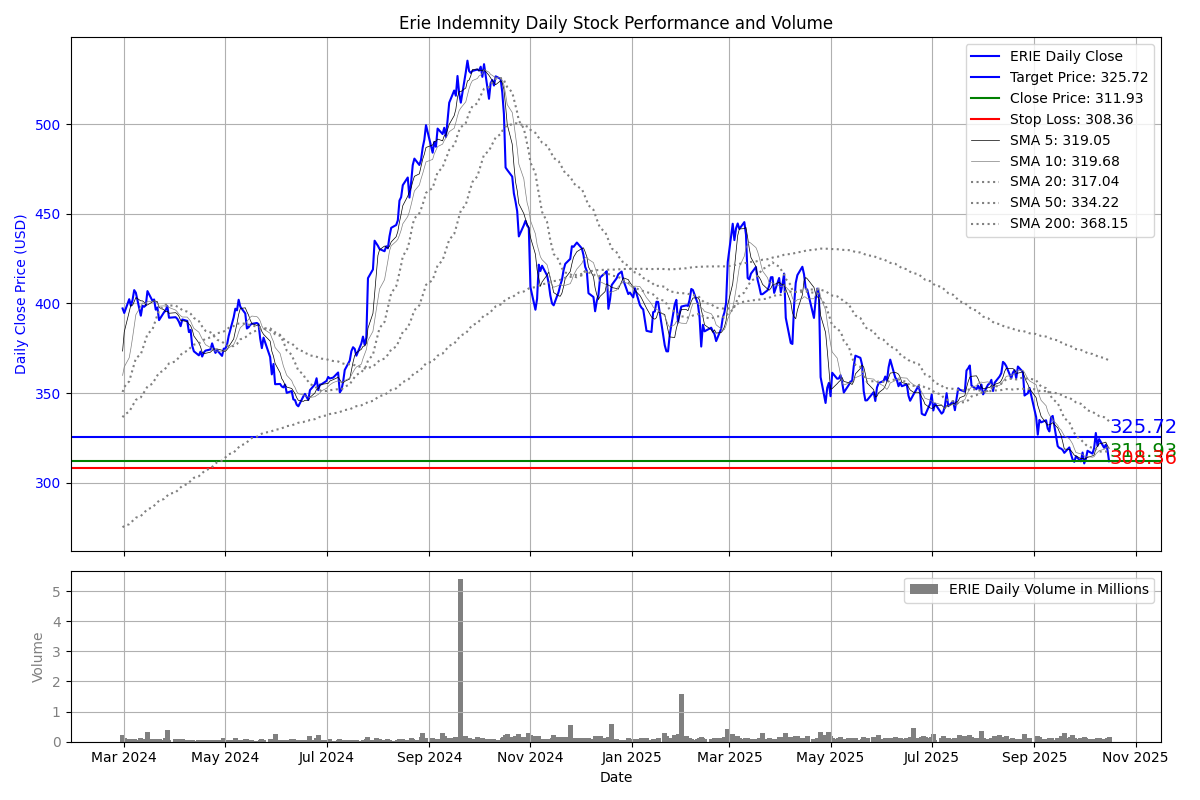 Erie Indemnity Daily Stock Performance and Volume
Daily Close Price (USD)
500
450
400
350
300
ERIE Daily Close
Target Price: 325.72
Close Price: 311.93
Stop Loss: 308.36
SMA 5: 319.05
SMA 10: 319.68
SMA 20: 317.04
SMA 50: 334.22
SMA 200: 368.15
325.72
311.93
308.36
Volume
5
4
3
2
1
0
ERIE Daily Volume in Millions
Mar 2024 May 2024 Jul 2024 Sep 2024 Nov 2024 Jan 2025 Mar 2025 May 2025 Jul 2025 Sep 2025 Nov 2025
Date